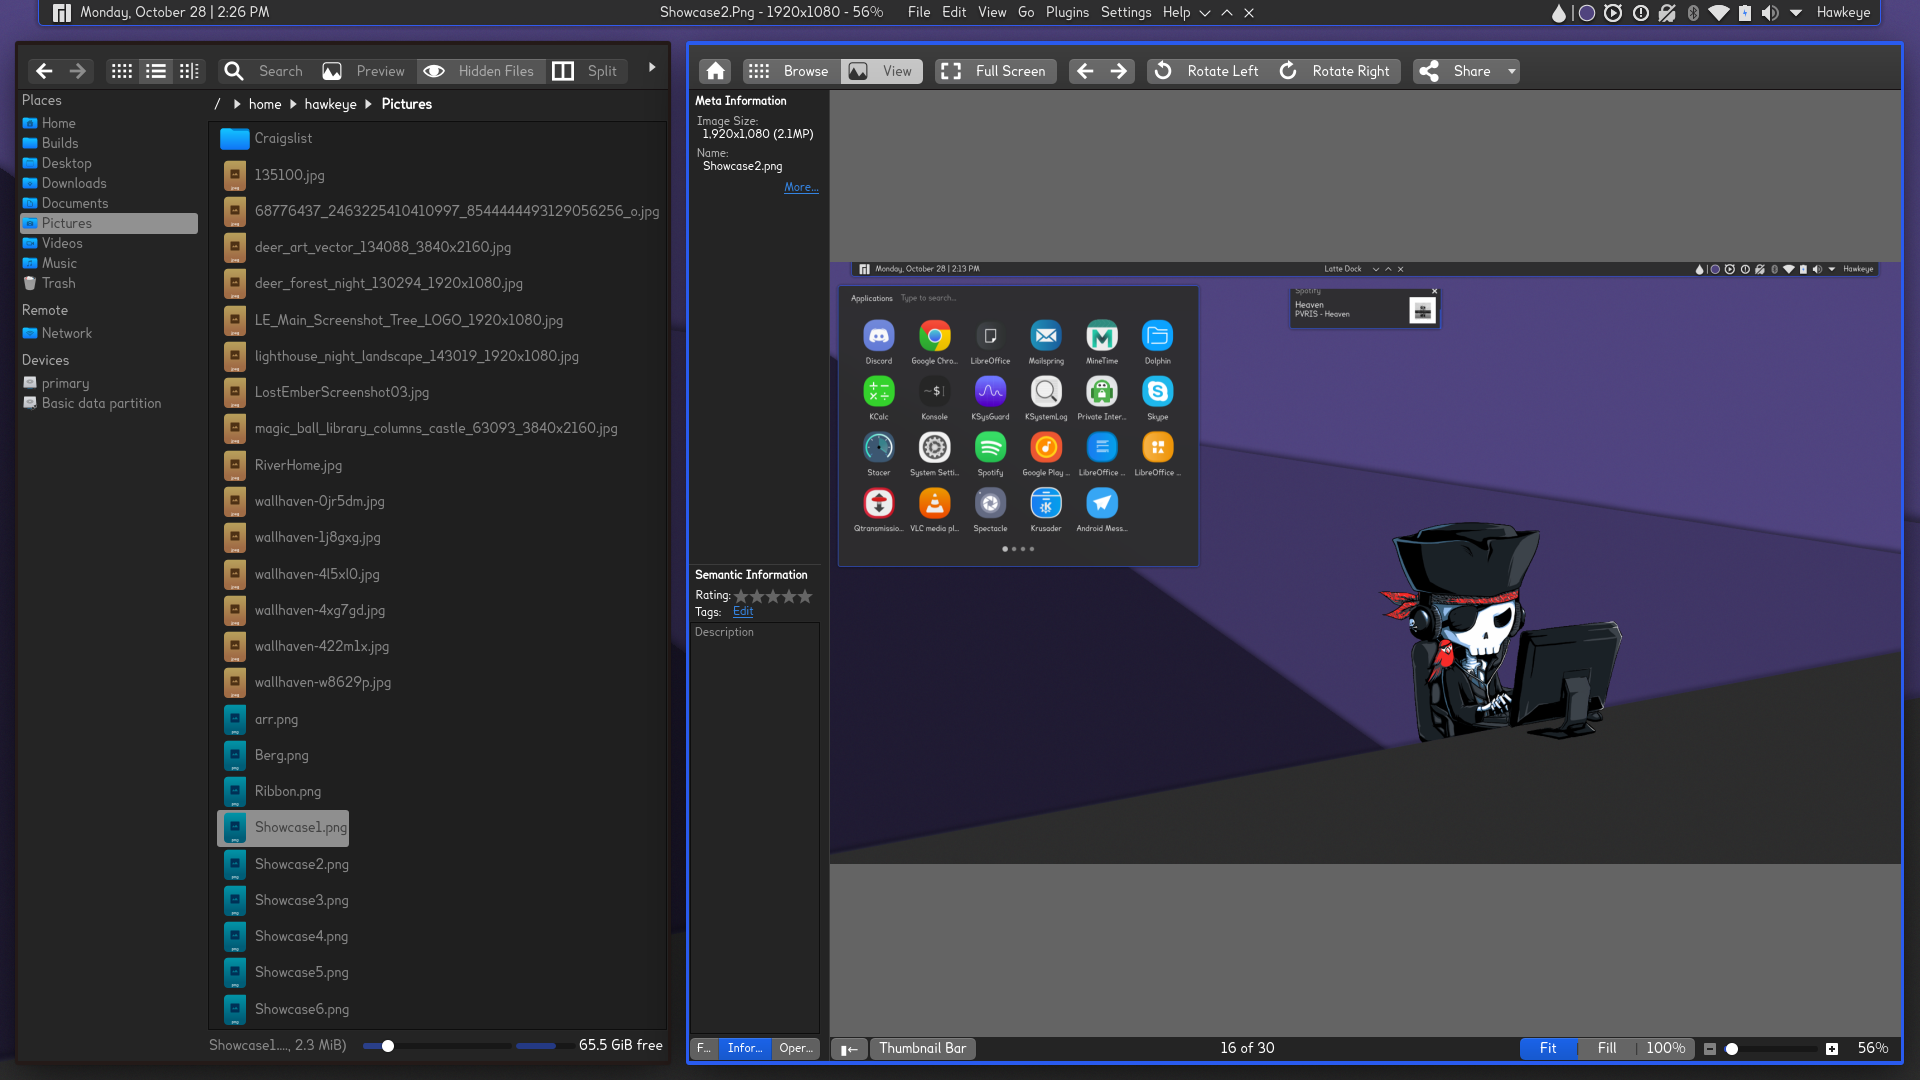 Monday, October 28 | 2:26 PM
Showcase2.Png - 1920x1080 - 56%
File Edit View Go Plugins Settings Help
Hawkeye
Search Preview Hidden Files Split
Places
Home
Builds
Desktop
Downloads
Documents
Pictures
Videos
Music
Trash
Remote
Network
Devices
primary
Basic data partition
/ home hawkeye Pictures
Craigslist
135100.jpg
68776437_2463225410410997_8544444493129056256_o.jpg
deer_art_vector_134088_3840x2160.jpg
deer_forest_night_130294_1920x1080.jpg
LE_Main_Screenshot_Tree_LOGO_1920x1080.jpg
lighthouse_night_landscape_143019_1920x1080.jpg
LostEmberScreenshot03.jpg
magic_ball_library_columns_castle_63093_3840x2160.jpg
RiverHome.jpg
wallhaven-0jr5dm.jpg
wallhaven-1j8gxg.jpg
wallhaven-4l5xl0.jpg
wallhaven-4xg7gd.jpg
wallhaven-422m1x.jpg
wallhaven-w8629p.jpg
arr.png
Berg.png
Ribbon.png
Showcase1.png
Showcase2.png
Showcase3.png
Showcase4.png
Showcase5.png
Showcase6.png
Showcase1...., 2.3 MiB)
65.5 GiB free
Browse View Full Screen Rotate Left Rotate Right Share
Meta Information
Image Size:
1,920x1,080 (2.1MP)
Name:
Showcase2.png
More...
Semantic Information
Rating:
Tags: Edit
Description
Monday, October 28 | 2:13 PM
Latte Dock
Hawkeye
Applications Type to search...
Discord Google Chro... LibreOffice Mailspring MineTime Dolphin
KCalc Konsole KSysGuard KSystemLog Private Inter... Skype
Stacer System Setti... Spotify Google Play ... LibreOffice ... LibreOffice ...
Qtransmissio... VLC media pl... Spectacle Krusader Android Mess...
Spotify
Heaven
PVRIS - Heaven
F... Infor... Oper...
Thumbnail Bar
16 of 30
Fit Fill 100%
56%